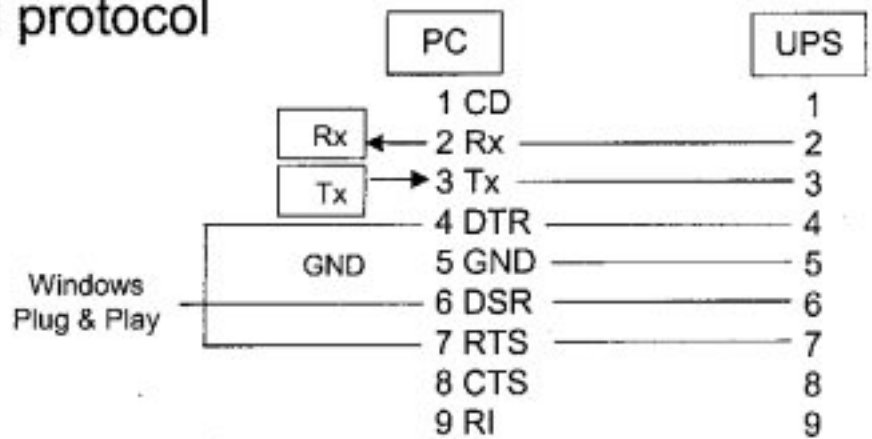 protocol
PC UPS
1 CD 1
Rx 2 Rx 2
Tx 3 Tx 3
4 DTR 4
GND 5 GND 5
Windows
Plug & Play
6 DSR 6
7 RTS 7
8 CTS 8
9 RI 9